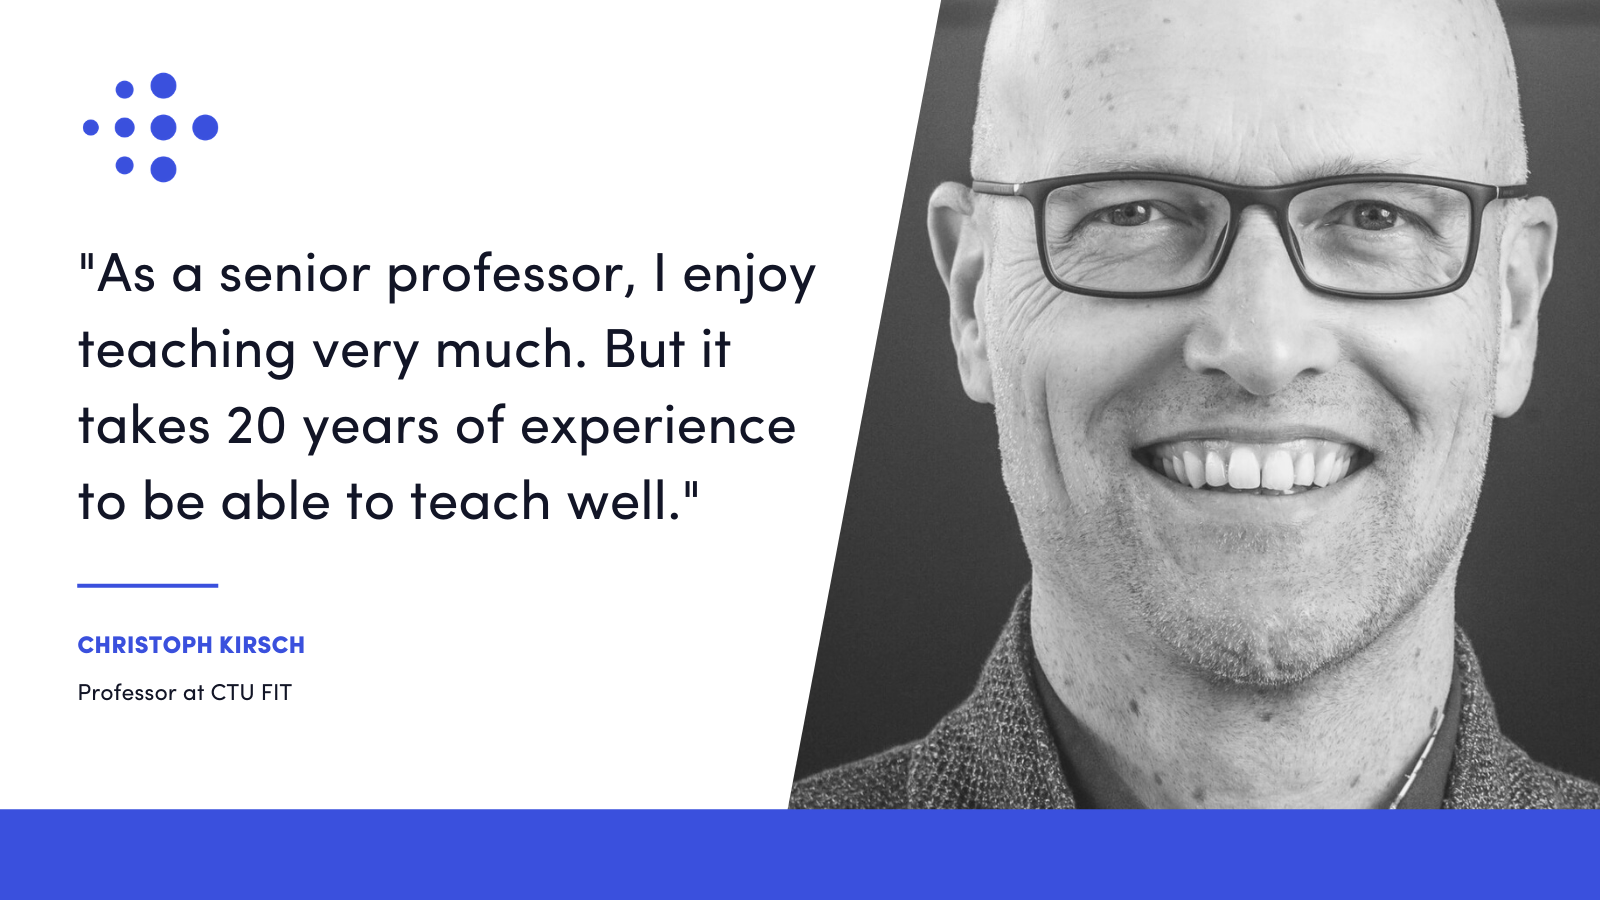 "As a senior professor, I enjoy
teaching very much. But it
takes 20 years of experience
to be able to teach well."
CHRISTOPH KIRSCH
Professor at CTU FIT